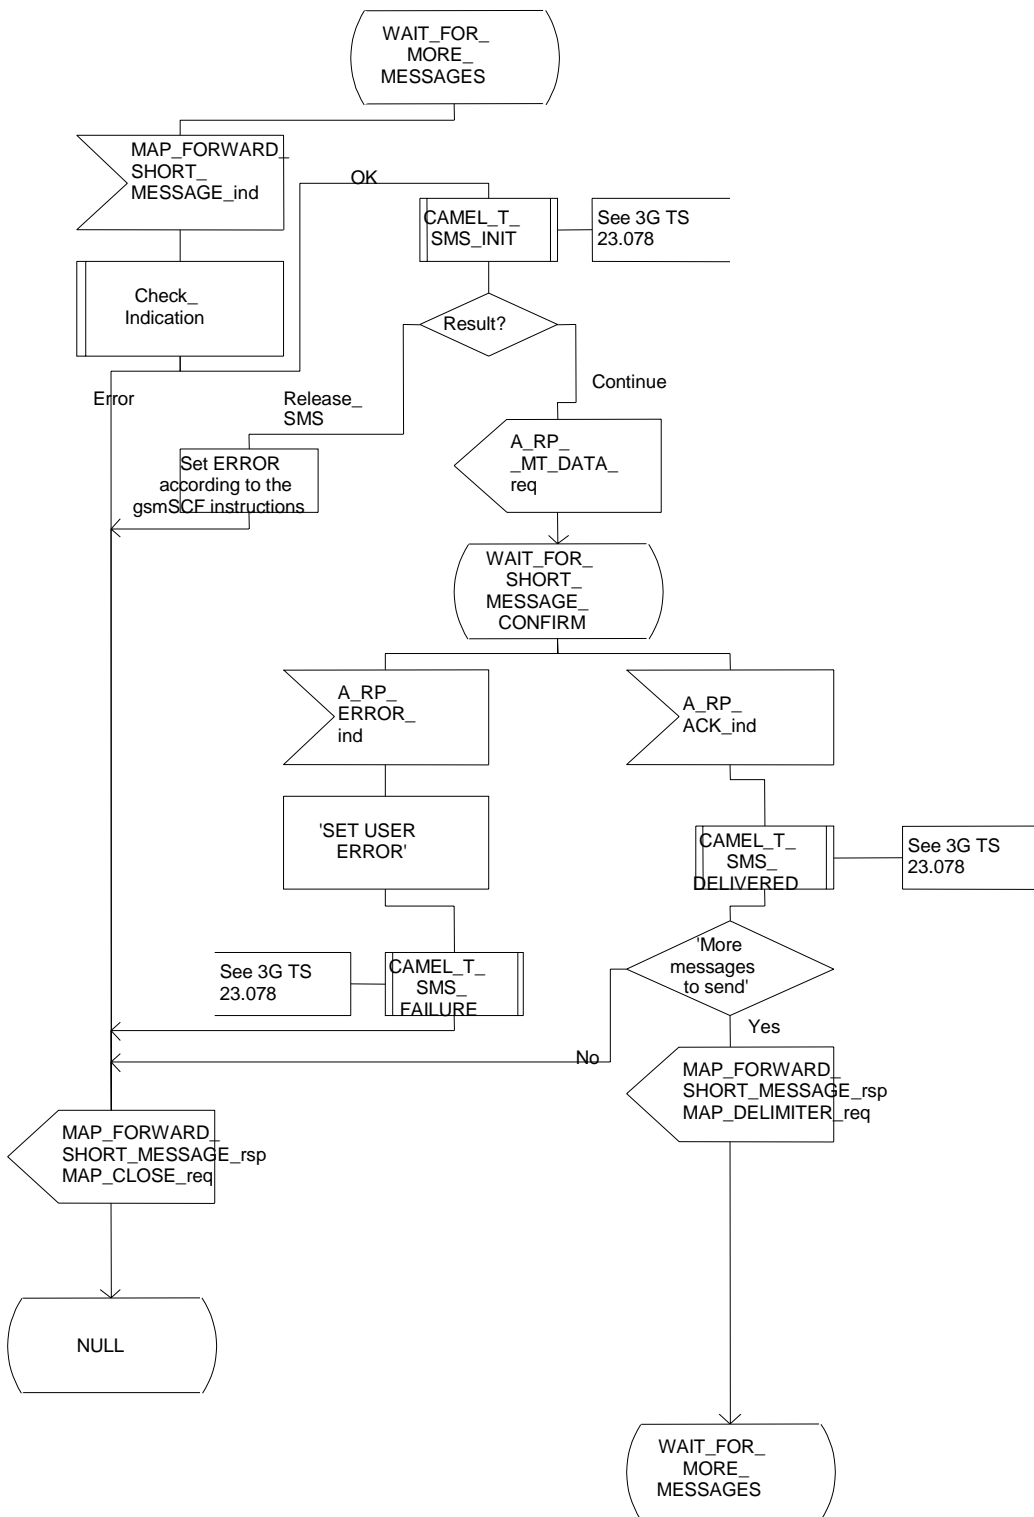 WAIT_FOR_
MORE_
MESSAGES
MAP_FORWARD_
SHORT_
MESSAGE_ind
OK
CAMEL_T_
SMS_INIT
See 3G TS
23.078
Check_
Indication
Result?
Error
Release_
SMS
Continue
Set ERROR
according to the
gsmSCF instructions
A_RP_
_MT_DATA_
req
WAIT_FOR_
SHORT_
MESSAGE_
CONFIRM
A_RP_
ERROR_
ind
A_RP_
ACK_ind
'SET USER
ERROR'
CAMEL_T_
SMS_
DELIVERED
See 3G TS
23.078
See 3G TS
23.078
CAMEL_T_
SMS_
FAILURE
'More
messages
to send'
Yes
No
MAP_FORWARD_
SHORT_MESSAGE_rsp
MAP_DELIMITER_req
MAP_FORWARD_
SHORT_MESSAGE_rsp
MAP_CLOSE_req
NULL
WAIT_FOR_
MORE_
MESSAGES